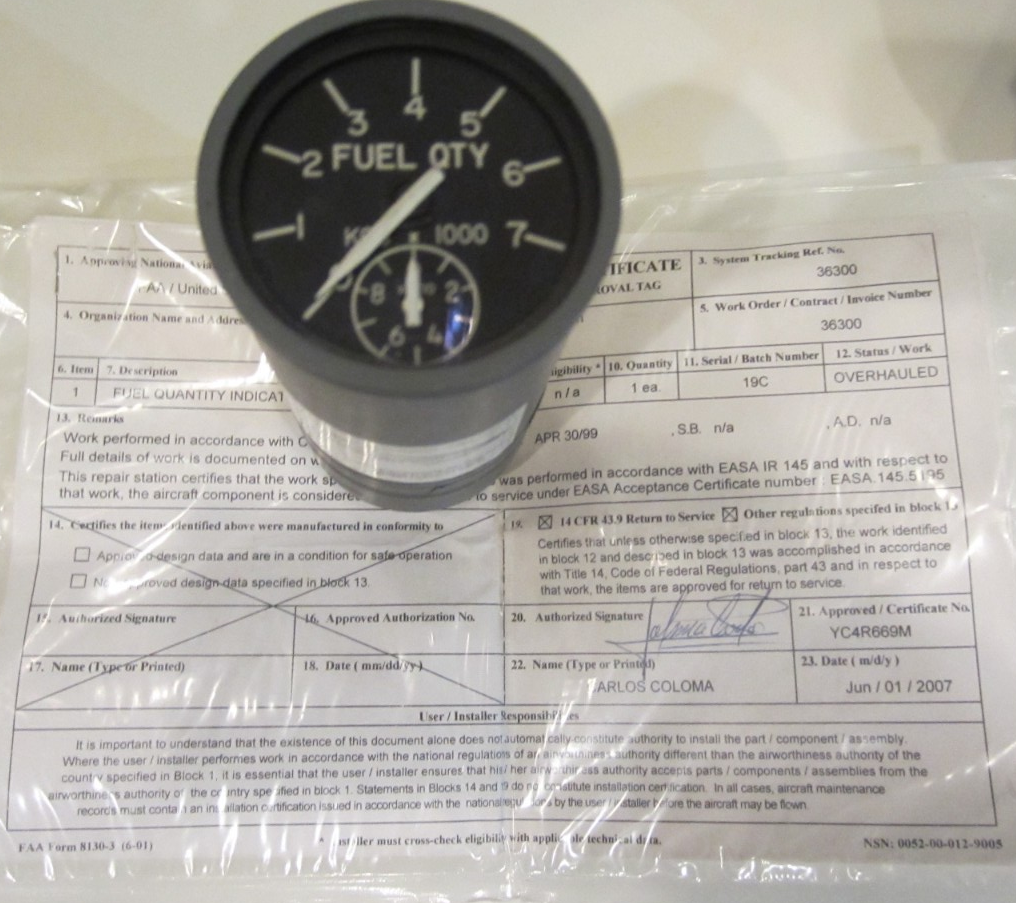 3 4 5
2 FUEL QTY 6
1 1000 7
8 2
6 4
1. Approving National
FAA / United
CERTIFICATE
APPROVAL TAG
3. System Tracking Ref. No.
36300
4. Organization Name and Address
5. Work Order / Contract / Invoice Number
36300
6. Item 7. Description eligibility * 10. Quantity 11. Serial / Batch Number 12. Status / Work
1 FUEL QUANTITY INDICAT n/a 1 ea. 19C OVERHAULED
13. Remarks
Work performed in accordance with C APR 30/99 , S.B. n/a , A.D. n/a
Full details of work is documented on w
This repair station certifies that the work sp was performed in accordance with EASA IR 145 and with respect to
that work, the aircraft component is considere to service under EASA Acceptance Certificate number : EASA 145.5195
14. Certifies the items identified above were manufactured in conformity to
Approved design data and are in a condition for safe operation
Non-approved design data specified in block 13.
19. 14 CFR 43.9 Return to Service Other regulations specifed in block 13
Certifies that unless otherwise specified in block 13, the work identified
in block 12 and described in block 13 was accomplished in accordance
with Title 14, Code of Federal Regulations, part 43 and in respect to
that work, the items are approved for return to service.
15. Authorized Signature 16. Approved Authorization No.
20. Authorized Signature
21. Approved / Certificate No.
YC4R669M
17. Name (Type or Printed) 18. Date ( mm/dd/yy )
22. Name (Type or Printed)
CARLOS COLOMA
23. Date ( m/d/y )
Jun / 01 / 2007
User / Installer Responsibilities
It is important to understand that the existence of this document alone does not automatically constitute authority to install the part / component / assembly.
Where the user / installer performs work in accordance with the national regulations of an airworthiness authority different than the airworthiness authority of the
country specified in Block 1, it is essential that the user / installer ensures that his/ her airworthiness authority accepts parts / components / assemblies from the
airworthiness authority of the country specified in block 1. Statements in Blocks 14 and 19 do not constitute installation certification. In all cases, aircraft maintenance
records must contain an installation certification issued in accordance with the national regulations by the user / installer before the aircraft may be flown.
FAA Form 8130-3 (6-01) * installer must cross-check eligibility with applicable technical data. NSN: 0052-00-012-9005